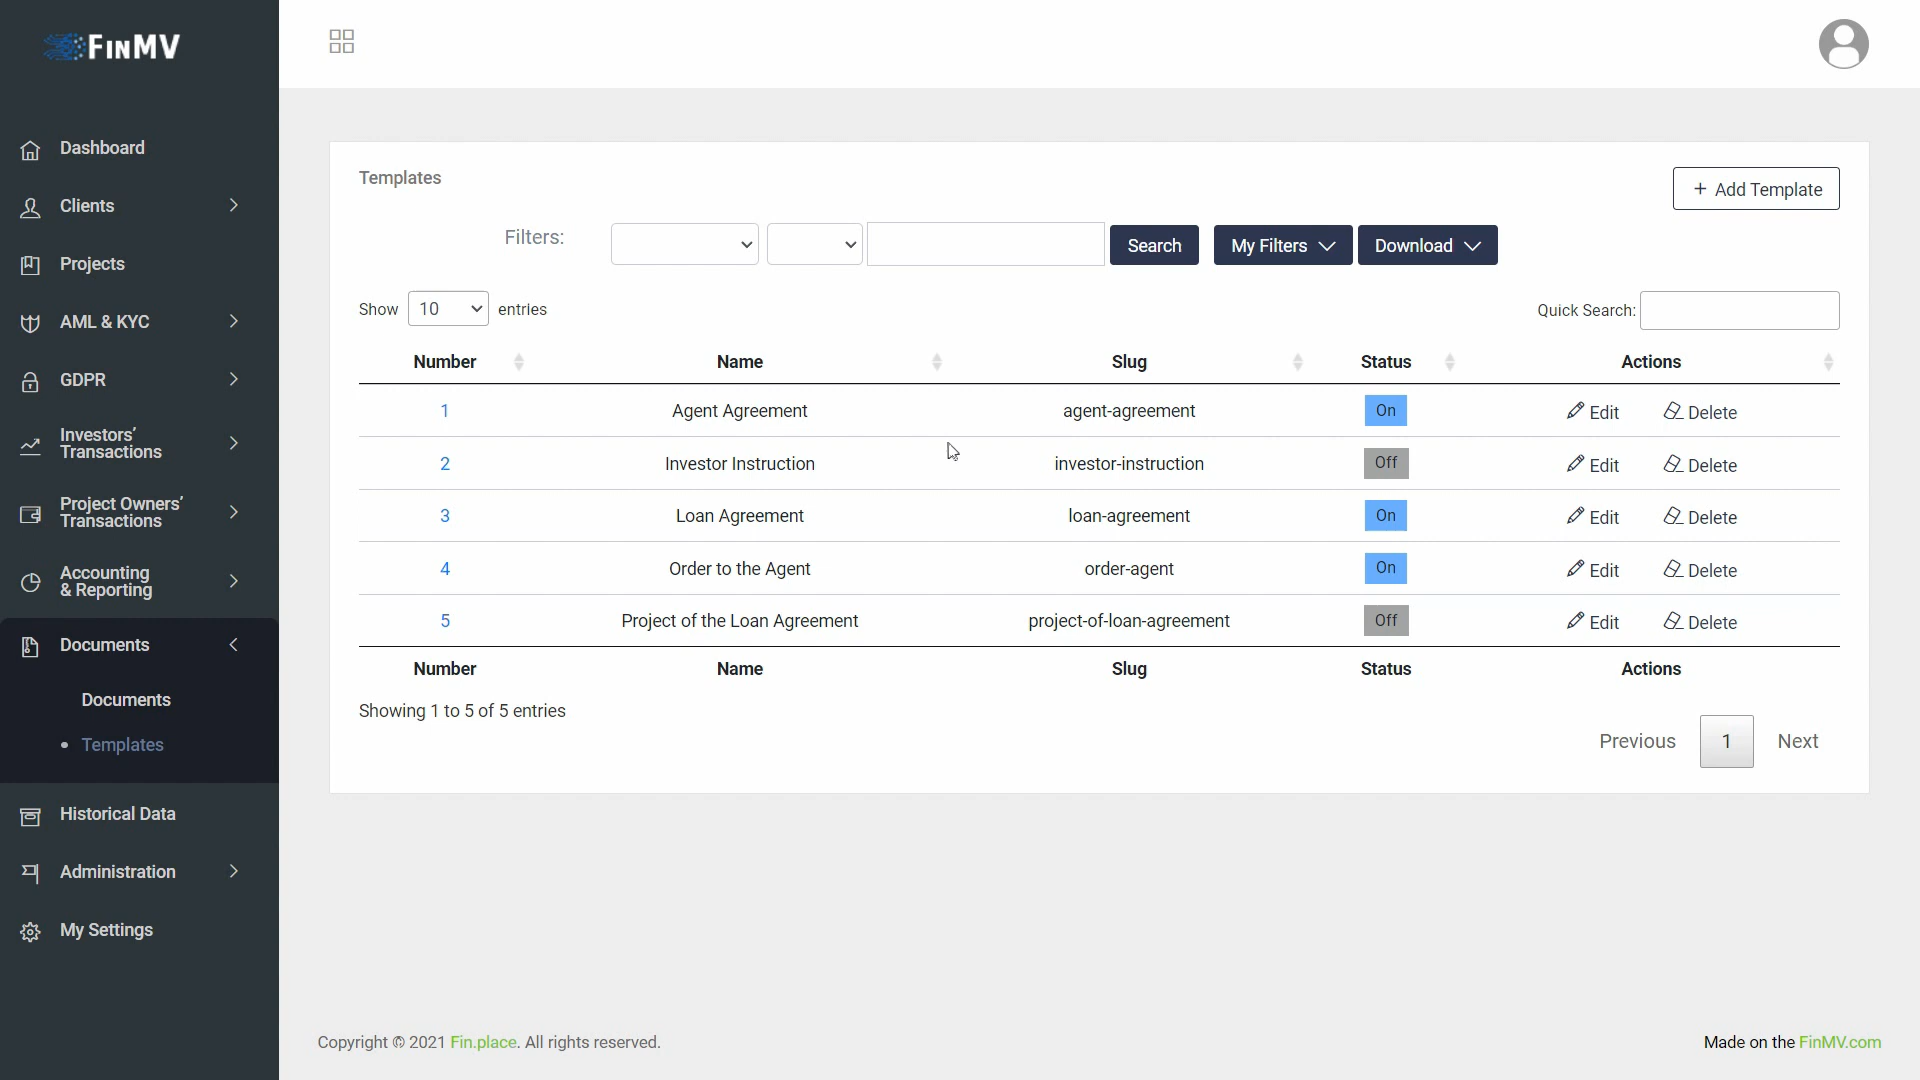 FinMV
Dashboard
Clients
Projects
AML & KYC
GDPR
Investors'
Transactions
Project Owners'
Transactions
Accounting
& Reporting
Documents
Documents
Templates
Historical Data
Administration
My Settings
Templates
+ Add Template
Filters:
Search
My Filters
Download
Show 10 entries
Quick Search:
Number Name Slug Status Actions
1 Agent Agreement agent-agreement On Edit Delete
2 Investor Instruction investor-instruction Off Edit Delete
3 Loan Agreement loan-agreement On Edit Delete
4 Order to the Agent order-agent On Edit Delete
5 Project of the Loan Agreement project-of-loan-agreement Off Edit Delete
Number Name Slug Status Actions
Showing 1 to 5 of 5 entries
Previous 1 Next
Copyright © 2021 Fin.place. All rights reserved.
Made on the FinMV.com